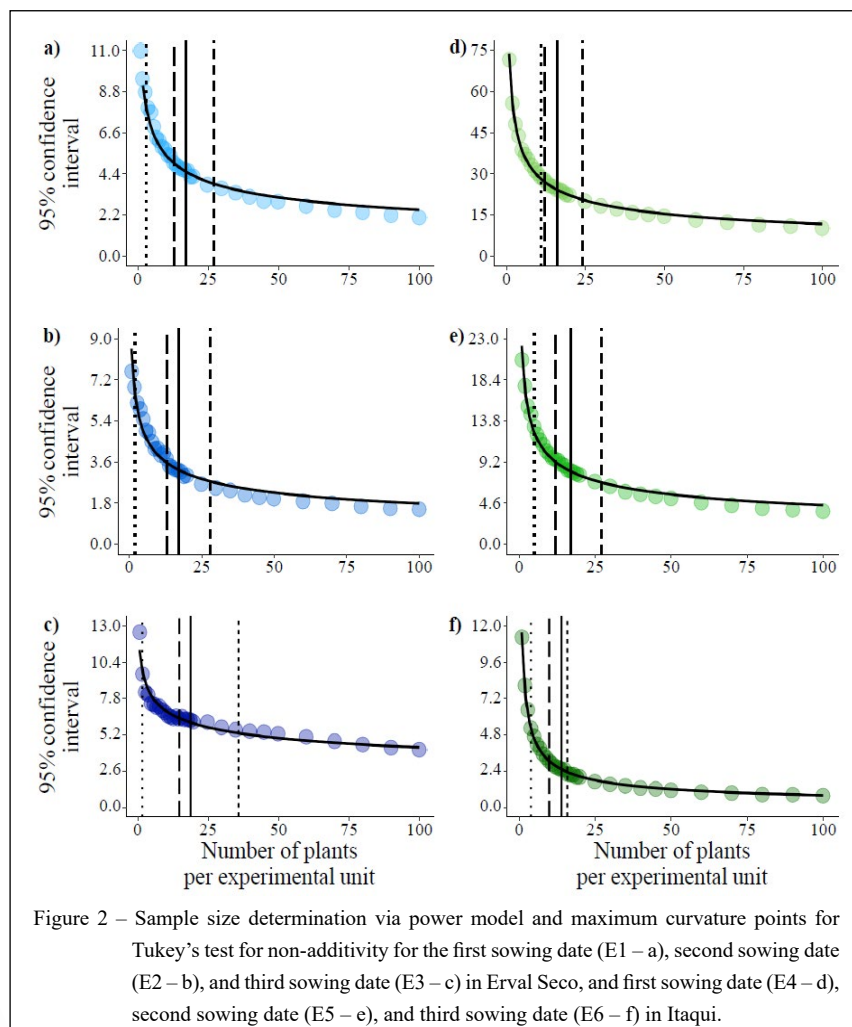 a)
11.0
8.8
6.6
4.4
2.2
0.0
0 25 50 75 100
95% confidence
interval
d)
75
60
45
30
15
0
0 25 50 75 100
b)
9.0
7.2
5.4
3.6
1.8
0.0
0 25 50 75 100
95% confidence
interval
e)
23.0
18.4
13.8
9.2
4.6
0.0
0 25 50 75 100
c)
13.0
10.4
7.8
5.2
2.6
0.0
0 25 50 75 100
95% confidence
interval
Number of plants
per experimental unit
f)
12.0
9.6
7.2
4.8
2.4
0.0
0 25 50 75 100
Number of plants
per experimental unit
Figure 2 – Sample size determination via power model and maximum curvature points for
Tukey's test for non-additivity for the first sowing date (E1 – a), second sowing date
(E2 – b), and third sowing date (E3 – c) in Erval Seco, and first sowing date (E4 – d),
second sowing date (E5 – e), and third sowing date (E6 – f) in Itaqui.